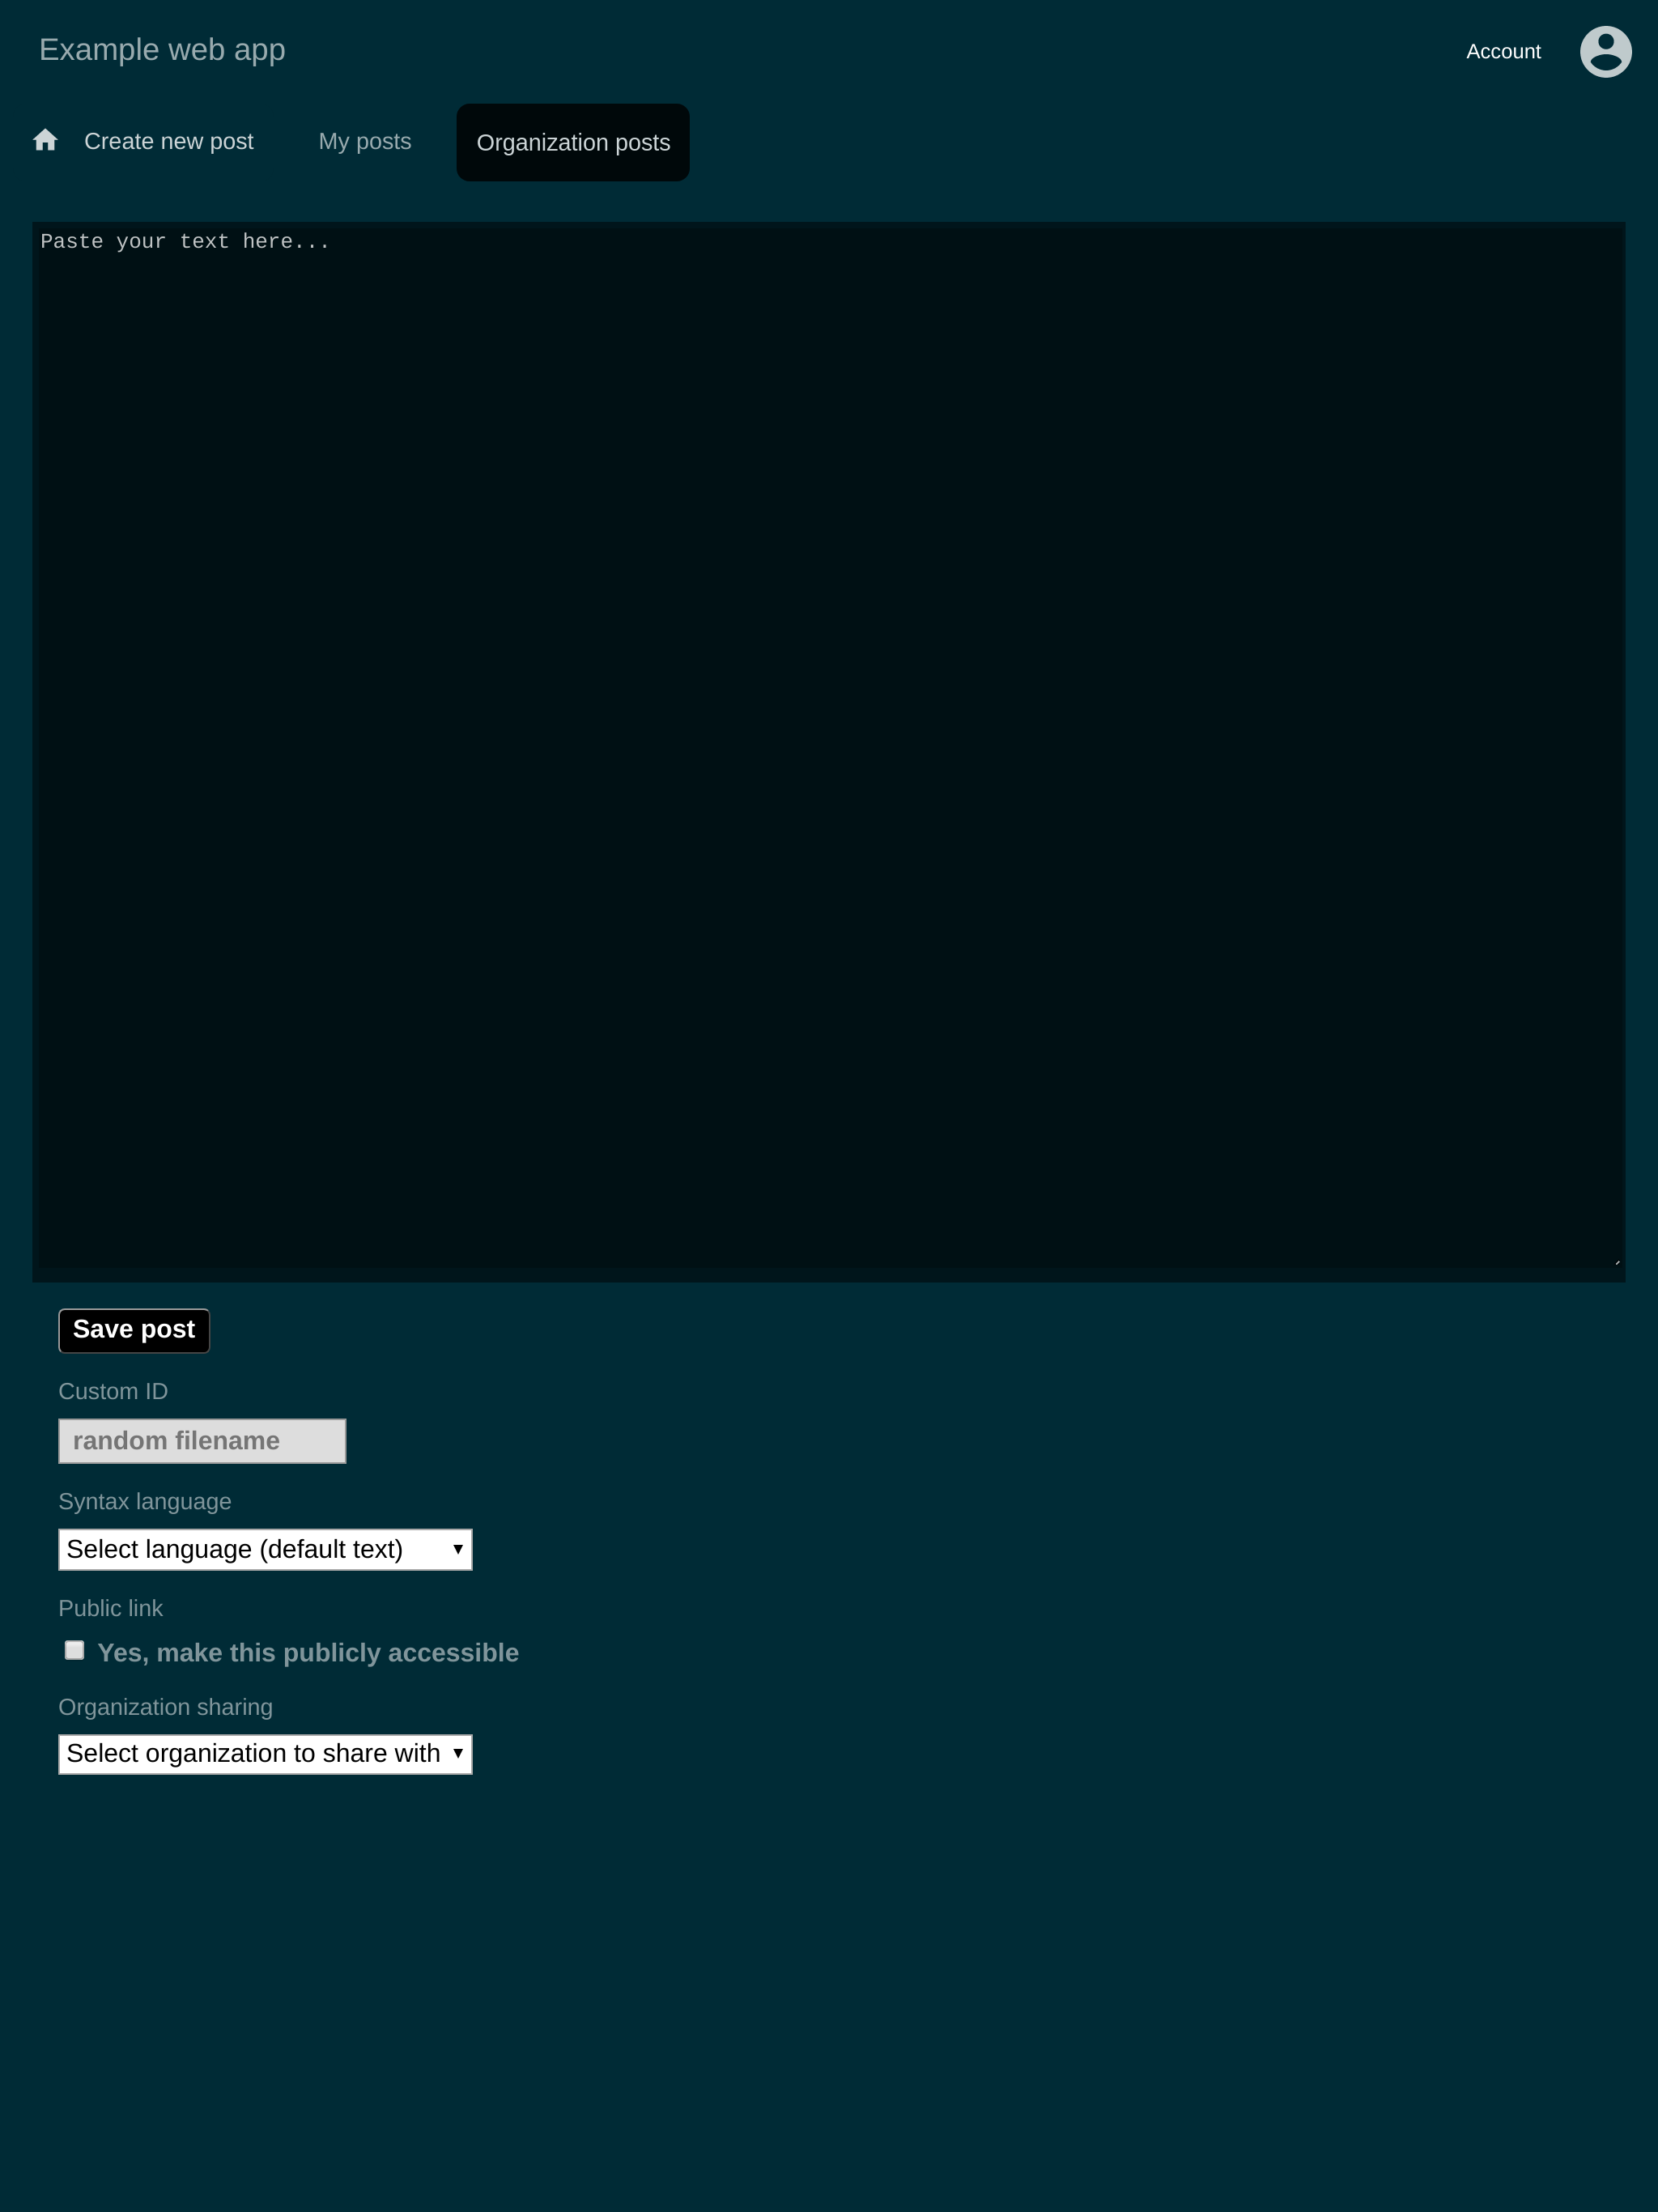 Example web app
Account
Create new post
My posts
Organization posts
Paste your text here...
Save post
Custom ID
random filename
Syntax language
Select language (default text)
Public link
Yes, make this publicly accessible
Organization sharing
Select organization to share with